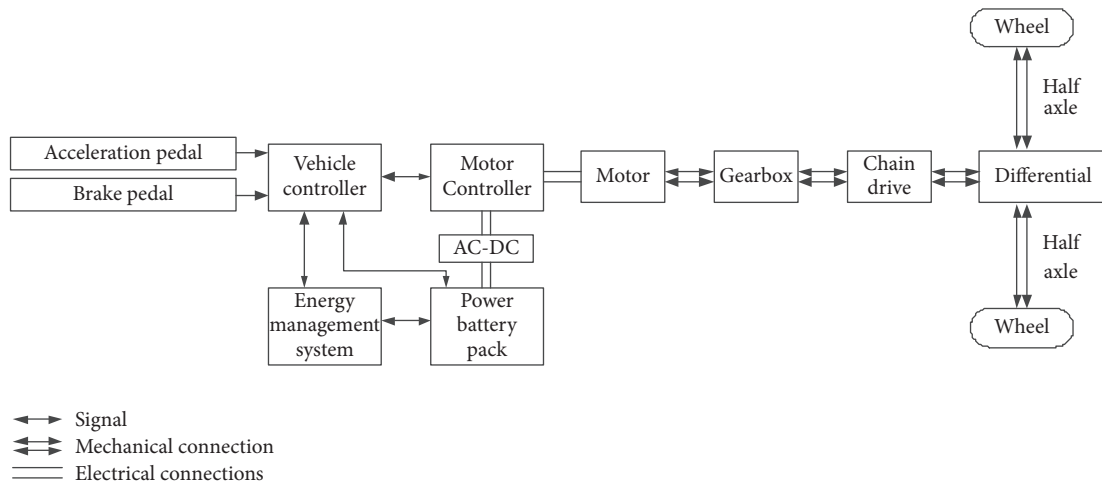 Wheel
Half
axle
Acceleration pedal
Brake pedal
Vehicle
controller
Motor
Controller
Motor
Gearbox
Chain
drive
Differential
AC-DC
Half
axle
Energy
management
system
Power
battery
pack
Wheel
Signal
Mechanical connection
Electrical connections